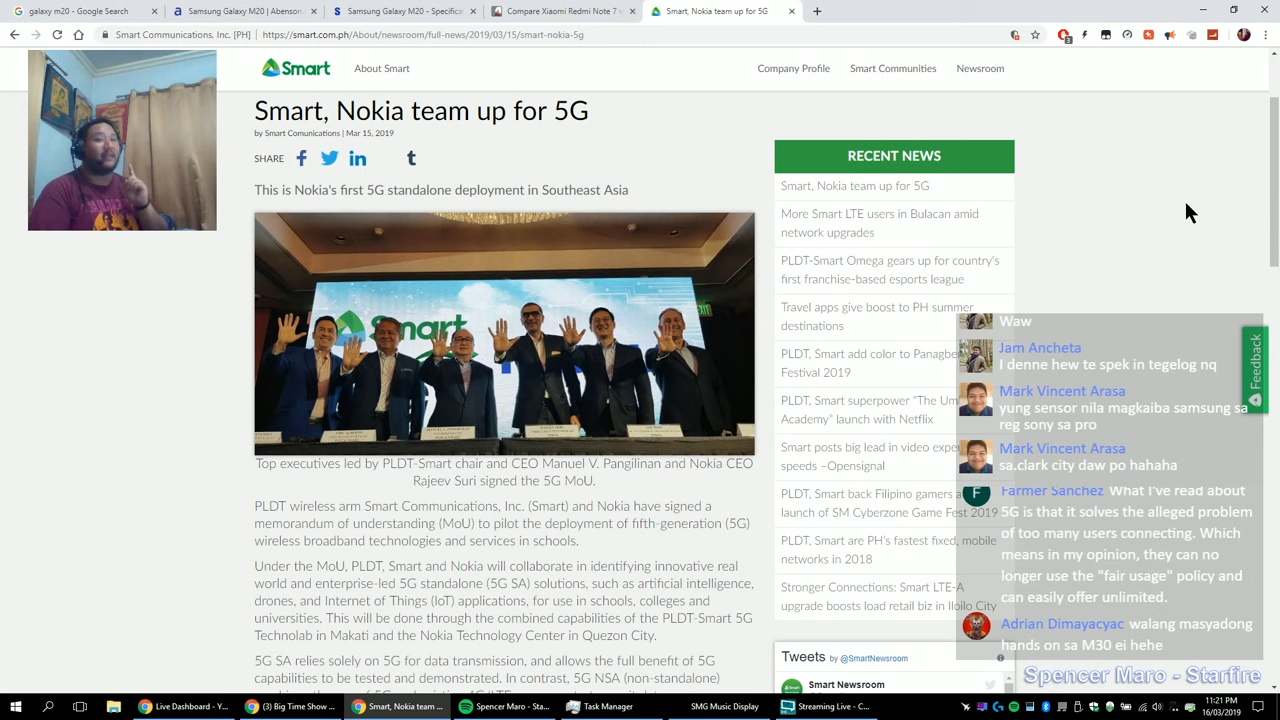 galaxy m20 - Google Search
Samsung Galaxy M20 | Abenson.
Samsung Galaxy M20 - Specificat
Compare Xiaomi Redmi Note 7 v
Smart, Nokia team up for 5G
Smart Communications, Inc. [PH] | https://smart.com.ph/About/newsroom/full-news/2019/03/15/smart-nokia-5g
3
Smart
About Smart
Company Profile
Smart Communities
Newsroom
Smart, Nokia team up for 5G
by Smart Comunications | Mar 15, 2019
SHARE
This is Nokia's first 5G standalone deployment in Southeast Asia
Smart
Top executives led by PLDT-Smart chair and CEO Manuel V. Pangilinan and Nokia CEO
Rajeev Suri signed the 5G MoU.
PLDT wireless arm Smart Communications, Inc. (Smart) and Nokia have signed a
memorandum of understanding (MoU) to pilot the deployment of fifth-generation (5G)
wireless broadband technologies and services in schools.
Under the MoU, PLDT, Smart and Nokia will collaborate in identifying innovative real
world and enterprise-led 5G standalone (5G SA) solutions, such as artificial intelligence,
drones, and Internet of Things (IoT) applications, for use in schools, colleges and
universities. This will be done through the combined capabilities of the PLDT-Smart 5G
Technolab in Makati and the Nokia Technology Center in Quezon City.
5G SA relies solely on 5G for data transmission, and allows the full benefit of 5G
capabilities to be tested and demonstrated. In contrast, 5G NSA (non-standalone)
RECENT NEWS
Smart, Nokia team up for 5G
More Smart LTE users in Bulacan amid
network upgrades
PLDT-Smart Omega gears up for country's
first franchise-based esports league
Travel apps give boost to PH summer
destinations
PLDT, Smart add color to Panagbe
Festival 2019
PLDT, Smart superpower “The Um
Academy” launch with Netflix
Smart posts big lead in video expe
speeds –Opensignal
PLDT, Smart back Filipino gamers a
launch of SM Cyberzone Game Fest 2019
PLDT, Smart are PH's fastest fixed, mobile
networks in 2018
Stronger Connections: Smart LTE-A
upgrade boosts load retail biz in Iloilo City
Tweets by @SmartNewsroom
Smart Newsroom
Feedback
Waw
Jam Ancheta
I denne hew te spek in tegelog nq
Mark Vincent Arasa
yung sensor nila magkaiba samsung sa
reg sony sa pro
Mark Vincent Arasa
sa.clark city daw po hahaha
F
Farmer Sanchez What I've read about
5G is that it solves the alleged problem
of too many users connecting. Which
means in my opinion, they can no
longer use the "fair usage" policy and
can easily offer unlimited.
Adrian Dimayacyac walang masyadong
hands on sa M30 ei hehe
Spencer Maro - Starfire
Live Dashboard - Y...
(3) Big Time Show ...
Smart, Nokia team ...
Spencer Maro - Sta...
Task Manager
SMG Music Display
Streaming Live - C...
11:21 PM
16/03/2019